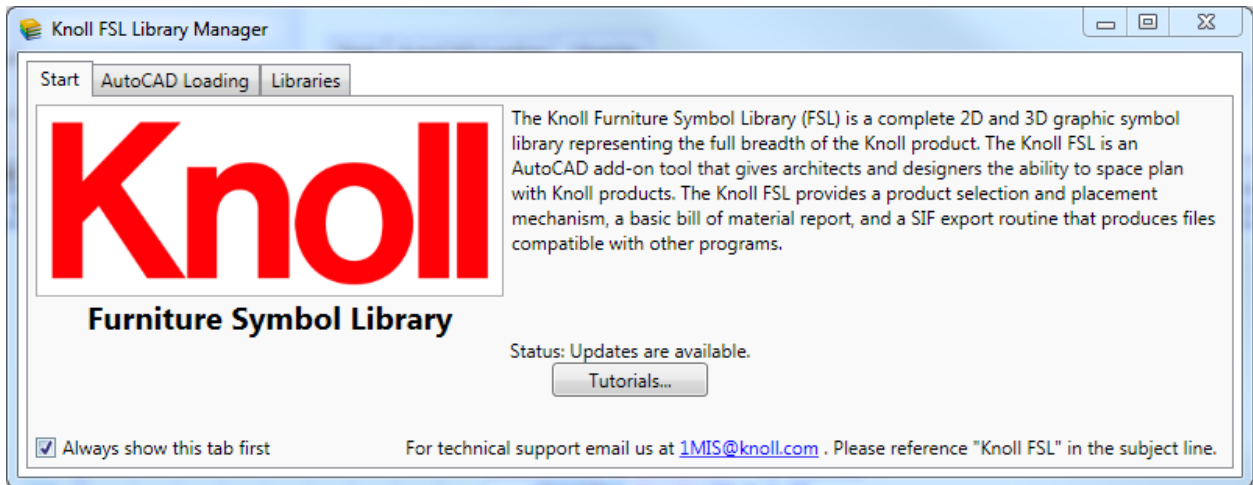 Knoll FSL Library Manager
Start AutoCAD Loading Libraries
Knoll
Furniture Symbol Library
The Knoll Furniture Symbol Library (FSL) is a complete 2D and 3D graphic symbol
library representing the full breadth of the Knoll product. The Knoll FSL is an
AutoCAD add-on tool that gives architects and designers the ability to space plan
with Knoll products. The Knoll FSL provides a product selection and placement
mechanism, a basic bill of material report, and a SIF export routine that produces files
compatible with other programs.
Status: Updates are available.
Tutorials...
Always show this tab first
For technical support email us at 1MIS@knoll.com . Please reference "Knoll FSL" in the subject line.